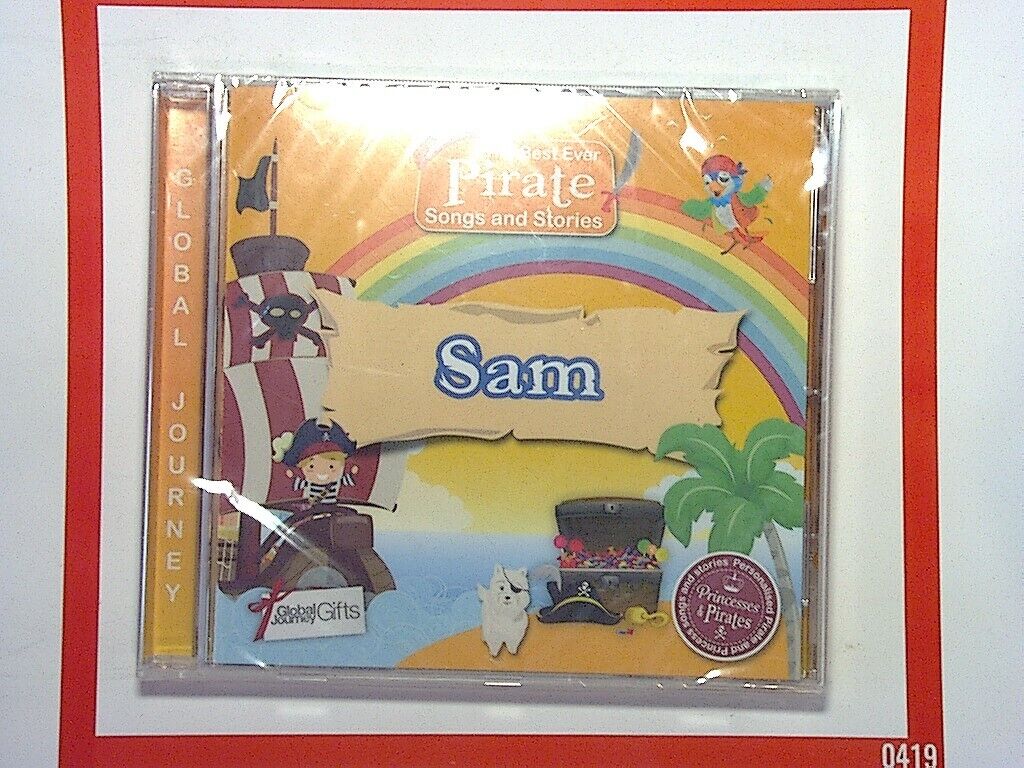 GLOBAL JOURNEY
Best Ever
Pirate
Songs and Stories
Sam
Global
Journey
Gifts
Personalised Pirate and Princess songs and stories
Princesses
& Pirates
0419